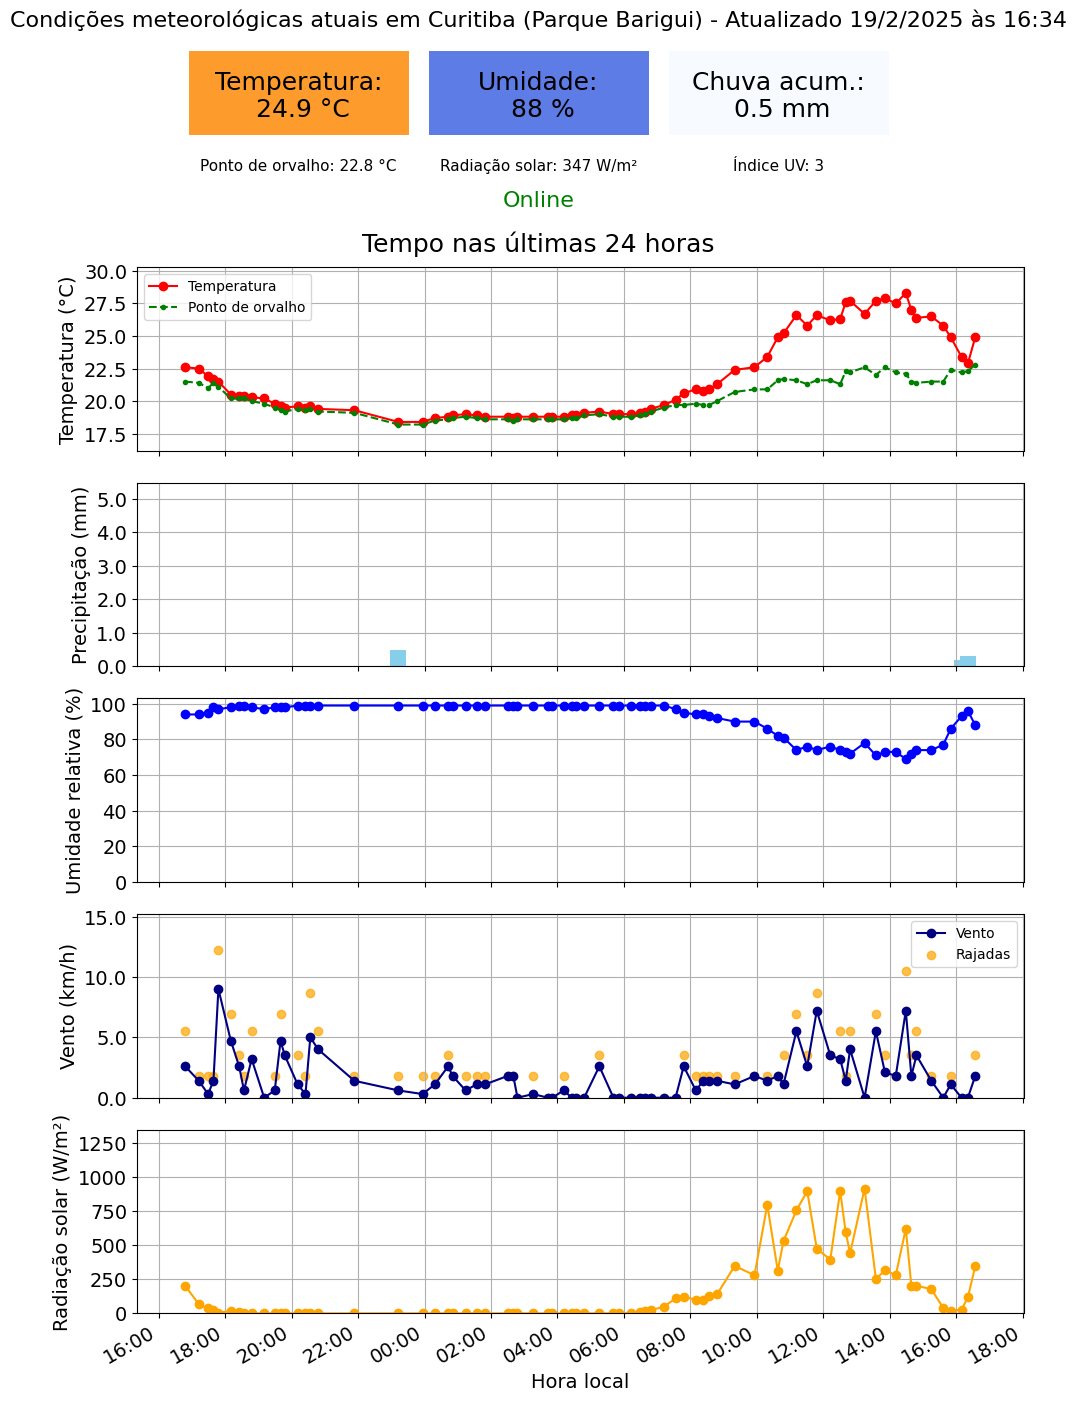 Condições meteorológicas atuais em Curitiba (Parque Barigui) - Atualizado 19/2/2025 às 16:34
Temperatura:
24.9 °C
Umidade:
88 %
Chuva acum.:
0.5 mm
Ponto de orvalho: 22.8 °C
Radiação solar: 347 W/m²
Índice UV: 3
Online
Tempo nas últimas 24 horas
Temperatura (°C)
30.0
27.5
25.0
22.5
20.0
17.5
Temperatura
Ponto de orvalho
Precipitação (mm)
5.0
4.0
3.0
2.0
1.0
0.0
Umidade relativa (%)
100
80
60
40
20
0
Vento (km/h)
15.0
10.0
5.0
0.0
Vento
Rajadas
Radiação solar (W/m²)
1250
1000
750
500
250
0
16:00
18:00
20:00
22:00
00:00
02:00
04:00
06:00
08:00
10:00
12:00
14:00
16:00
18:00
Hora local